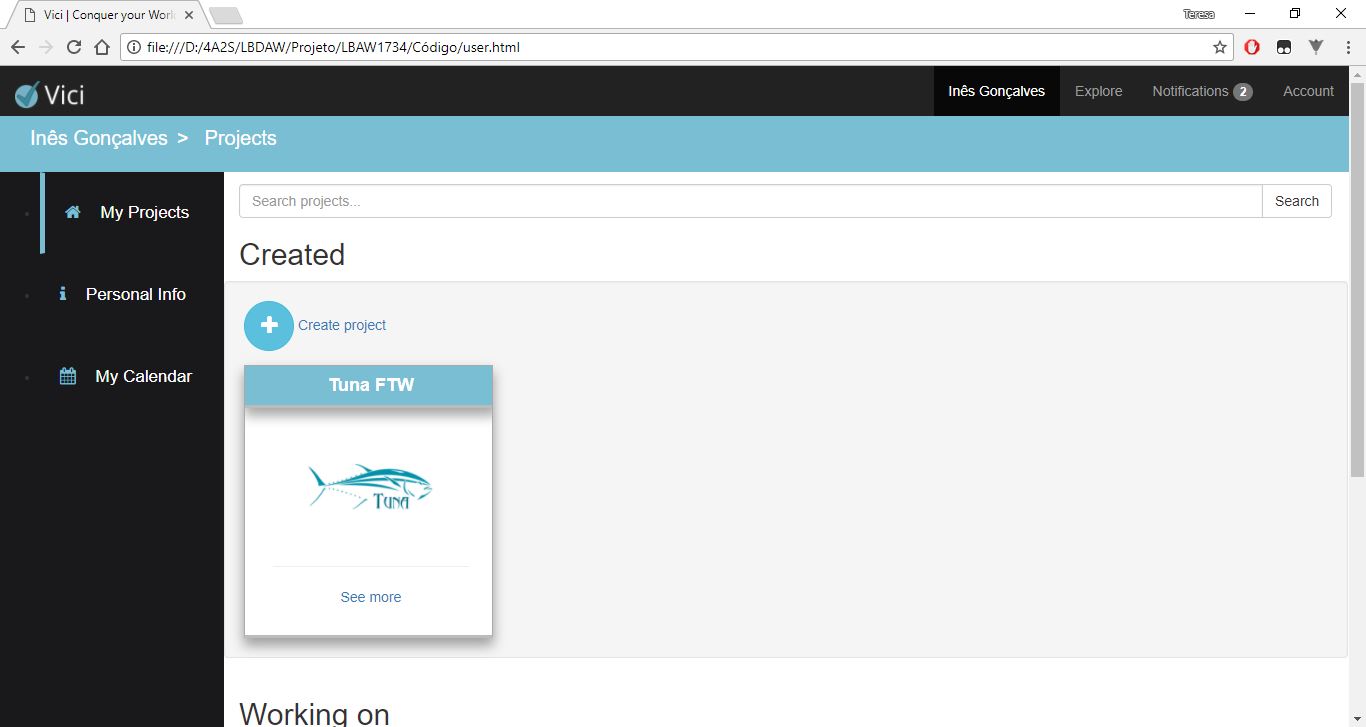 Vici | Conquer your Worl
Teresa
file:///D:/4A2S/LBDAW/Projeto/LBAW1734/Código/user.html
Vici
Inês Gonçalves
Explore
Notifications 2
Account
Inês Gonçalves > Projects
My Projects
Personal Info
My Calendar
Search projects...
Search
Created
Create project
Tuna FTW
Tuna
See more
Working on